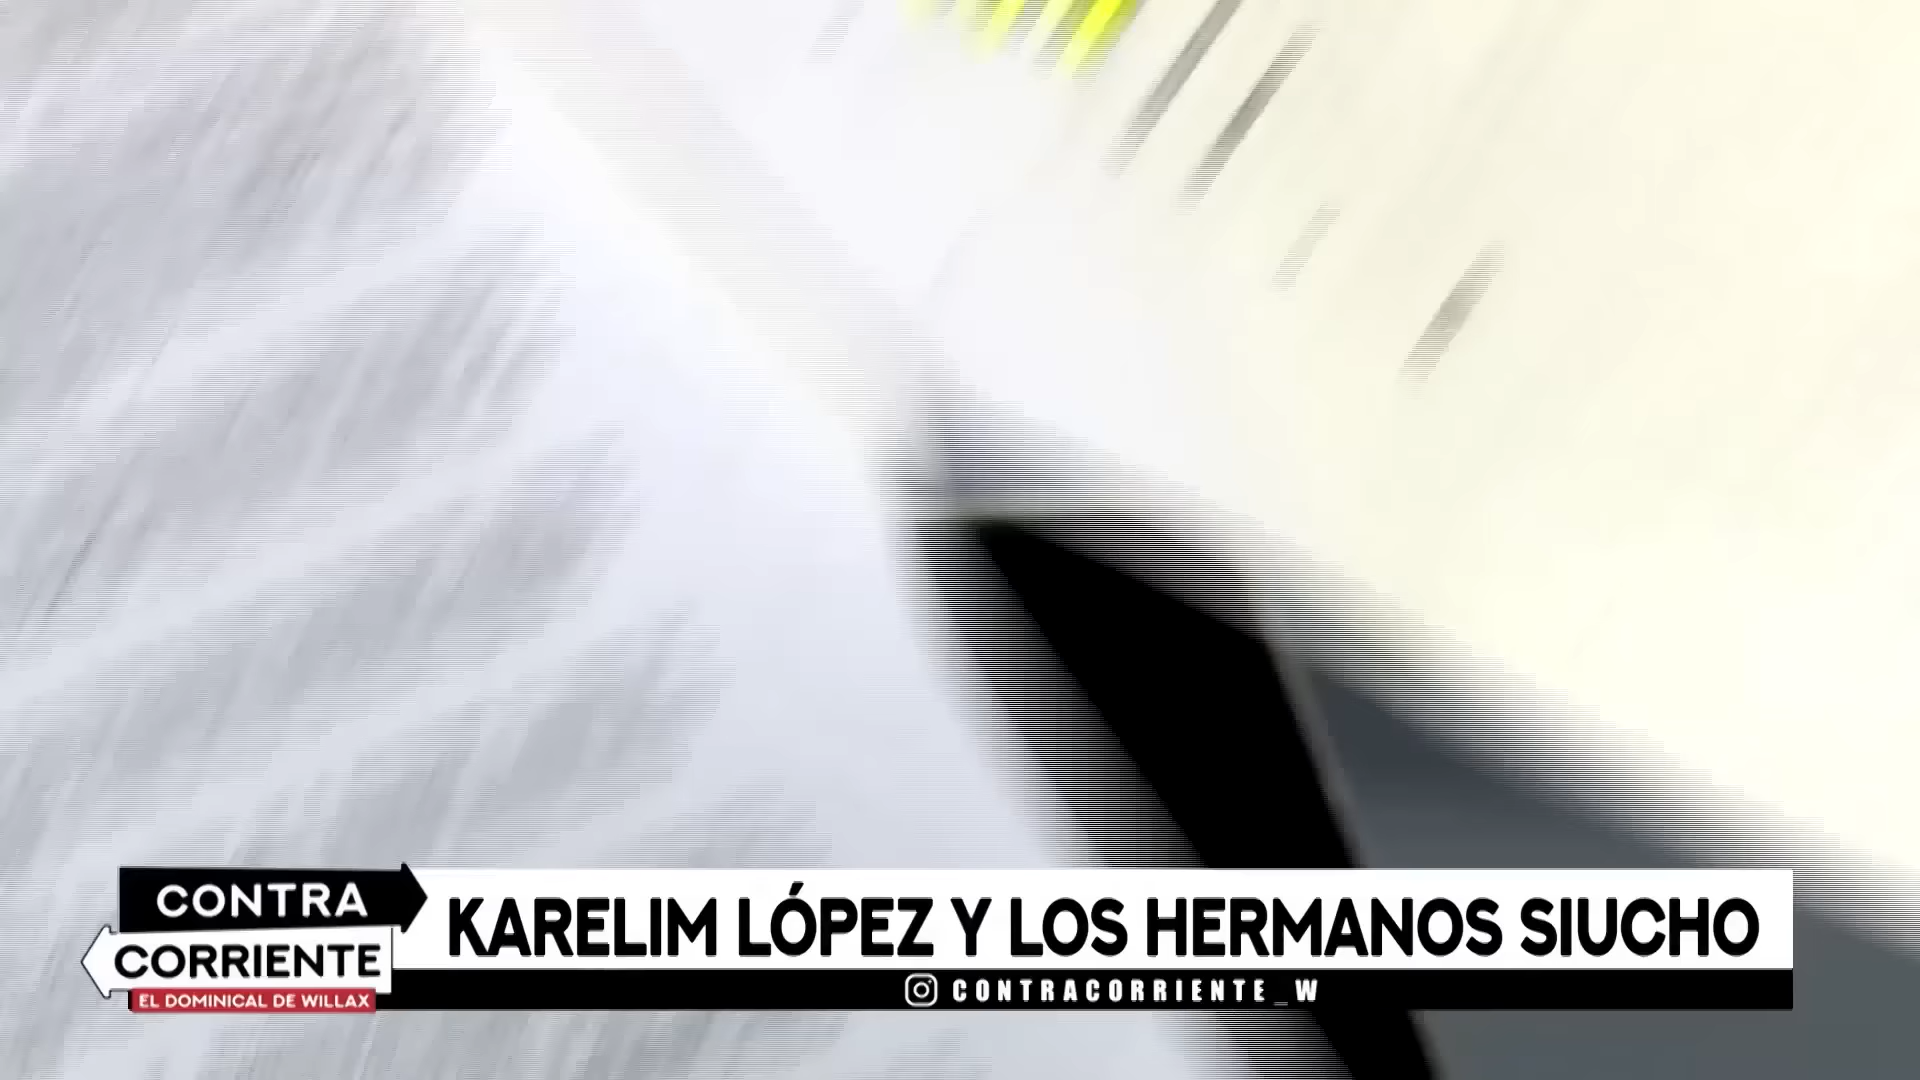 CONTRA
CORRIENTE
EL DOMINICAL DE WILLAX
KARELIM LÓPEZ Y LOS HERMANOS SIUCHO
CONTRACORRIENTE_W